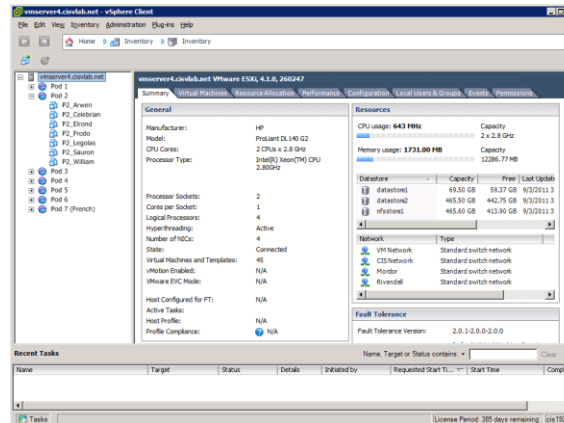 vmserver4.cisvlab.net - vSphere Client
File Edit View Inventory Administration Plug-ins Help
Home Inventory Inventory
vmserver4.cisvlab.net
Pod 1
Pod 2
P2_Arwen
P2_Celebrian
P2_Elrond
P2_Frodo
P2_Legolas
P2_Sauron
P2_William
Pod 3
Pod 4
Pod 5
Pod 6
Pod 7 (French)
vmserver4.cisvlab.net VMware ESXi, 4.1.0, 260247
Summary Virtual Machines Resource Allocation Performance Configuration Local Users & Groups Events Permissions
General
Manufacturer: HP
Model: ProLiant DL140 G2
CPU Cores: 2 CPUs x 2.8 GHz
Processor Type: Intel(R) Xeon(TM) CPU
2.80GHz
Processor Sockets: 2
Cores per Socket: 1
Logical Processors: 4
Hyperthreading: Active
Number of NICs: 4
State: Connected
Virtual Machines and Templates: 45
vMotion Enabled: N/A
VMware EVC Mode: N/A
Host Configured for FT: N/A
Active Tasks:
Host Profile: N/A
Profile Compliance: N/A
Resources
CPU usage: 643 MHz Capacity
2 x 2.8 GHz
Memory usage: 1731.00 MB Capacity
12286.77 MB
Datastore Capacity Free Last Update
datastore1 69.50 GB 59.37 GB 9/3/2011 3
datastore2 465.50 GB 442.75 GB 9/3/2011 3
nfsstore1 465.60 GB 413.90 GB 9/3/2011 3
Network Type
VM Network Standard switch network
CISNetwork Standard switch network
Mordor Standard switch network
Rivendell Standard switch network
Fault Tolerance
Fault Tolerance Version: 2.0.1-2.0.0-2.0.0
Recent Tasks
Name, Target or Status contains: Clear
Name Target Status Details Initiated by Requested Start Ti... Start Time Compl
Tasks License Period: 385 days remaining cis192